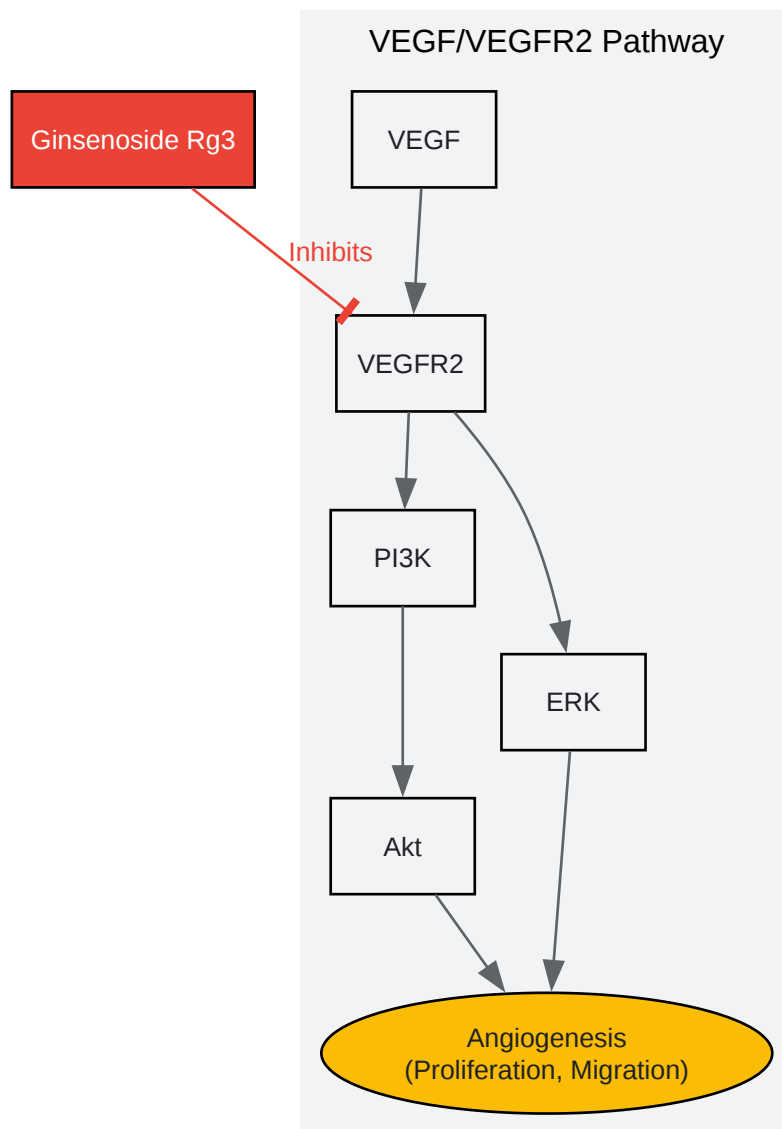 VEGF/VEGFR2 Pathway
Ginsenoside Rg3
VEGF
Inhibits
VEGFR2
PI3K
ERK
Akt
Angiogenesis
(Proliferation, Migration)